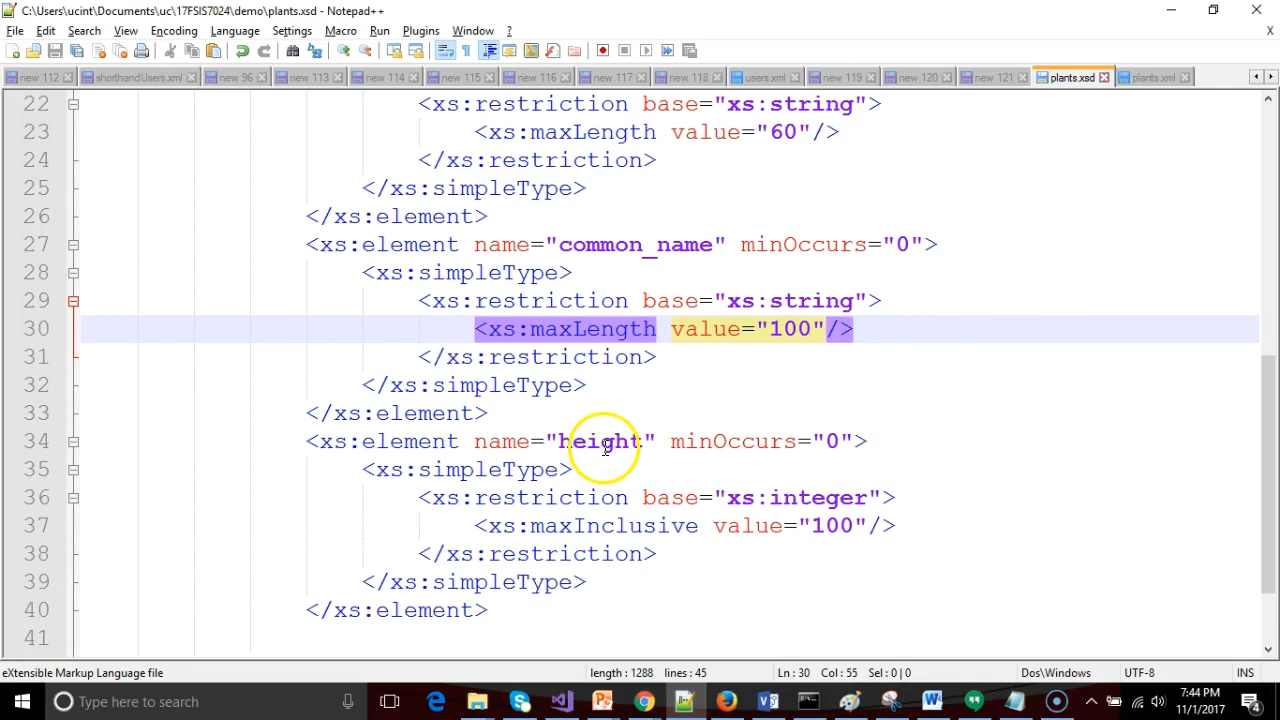 C:\Users\ucint\Documents\uc\17FSIS7024\demo\plants.xsd - Notepad++
File Edit Search View Encoding Language Settings Macro Run Plugins Window ? X
new 112 shorthandUsers.xml new 96 new 113 new 114 new 115 new 116 new 117 new 118 users.xml new 119 new 120 new 121 plants.xsd plants.xml
22 <xs:restriction base="xs:string">
23 <xs:maxLength value="60"/>
24 </xs:restriction>
25 </xs:simpleType>
26 </xs:element>
27 <xs:element name="common_name" minOccurs="0">
28 <xs:simpleType>
29 <xs:restriction base="xs:string">
30 <xs:maxLength value="100"/>
31 </xs:restriction>
32 </xs:simpleType>
33 </xs:element>
34 <xs:element name="height" minOccurs="0">
35 <xs:simpleType>
36 <xs:restriction base="xs:integer">
37 <xs:maxInclusive value="100"/>
38 </xs:restriction>
39 </xs:simpleType>
40 </xs:element>
41
eXtensible Markup Language file length : 1288 lines : 45 Ln : 30 Col : 55 Sel : 0 | 0 Dos\Windows UTF-8 INS
Type here to search 7:44 PM
11/1/2017 4